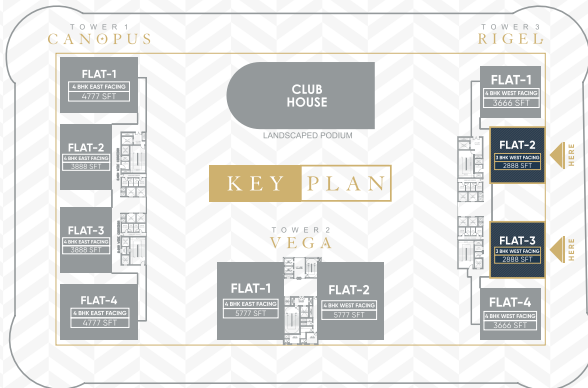 TOWER 1
CANOPUS
TOWER 3
RIGEL
FLAT-1
4 BHK EAST FACING
4777 SFT
FLAT-2
4 BHK EAST FACING
3888 SFT
FLAT-3
4 BHK EAST FACING
3888 SFT
FLAT-4
4 BHK EAST FACING
4777 SFT
CLUB
HOUSE
LANDSCAPED PODIUM
KEY PLAN
TOWER 2
VEGA
FLAT-1
4 BHK EAST FACING
5777 SFT
FLAT-2
4 BHK WEST FACING
5777 SFT
FLAT-1
4 BHK WEST FACING
3666 SFT
FLAT-2
3 BHK WEST FACING
2888 SFT
HERE
FLAT-3
3 BHK WEST FACING
2888 SFT
HERE
FLAT-4
4 BHK WEST FACING
3666 SFT